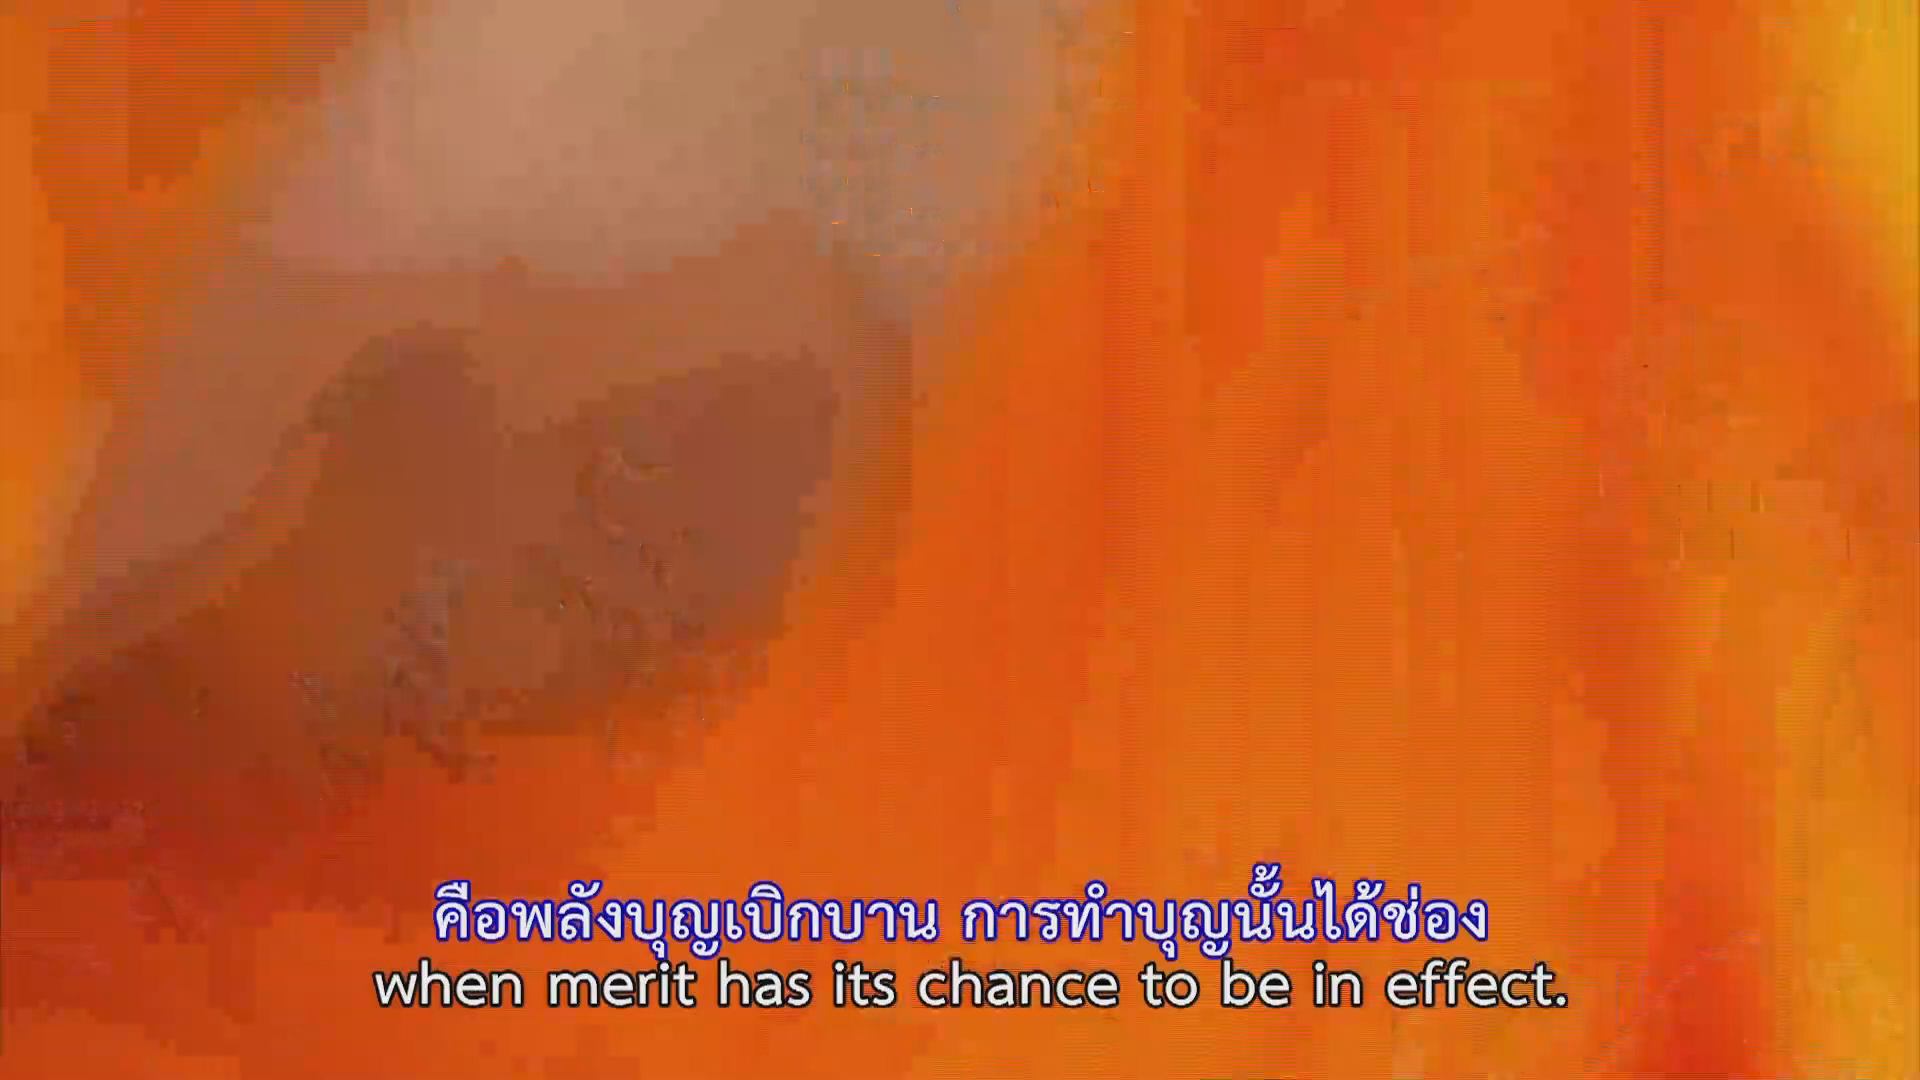 คือพลังบุญเบิกบาน การทำบุญนั้นได้ช่อง
when merit has its chance to be in effect.